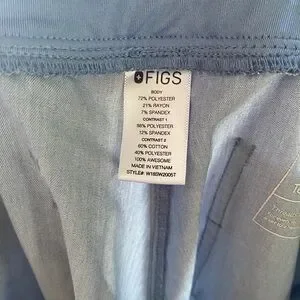 FIGS
BODY
72% POLYESTER
21% RAYON
7% SPANDEX
CONTRAST 1
88% POLYESTER
12% SPANDEX
CONTRAST 2
60% COTTON
40% POLYESTER
100% AWESOME
MADE IN VIETNAM
STYLE#: W18SW2005T